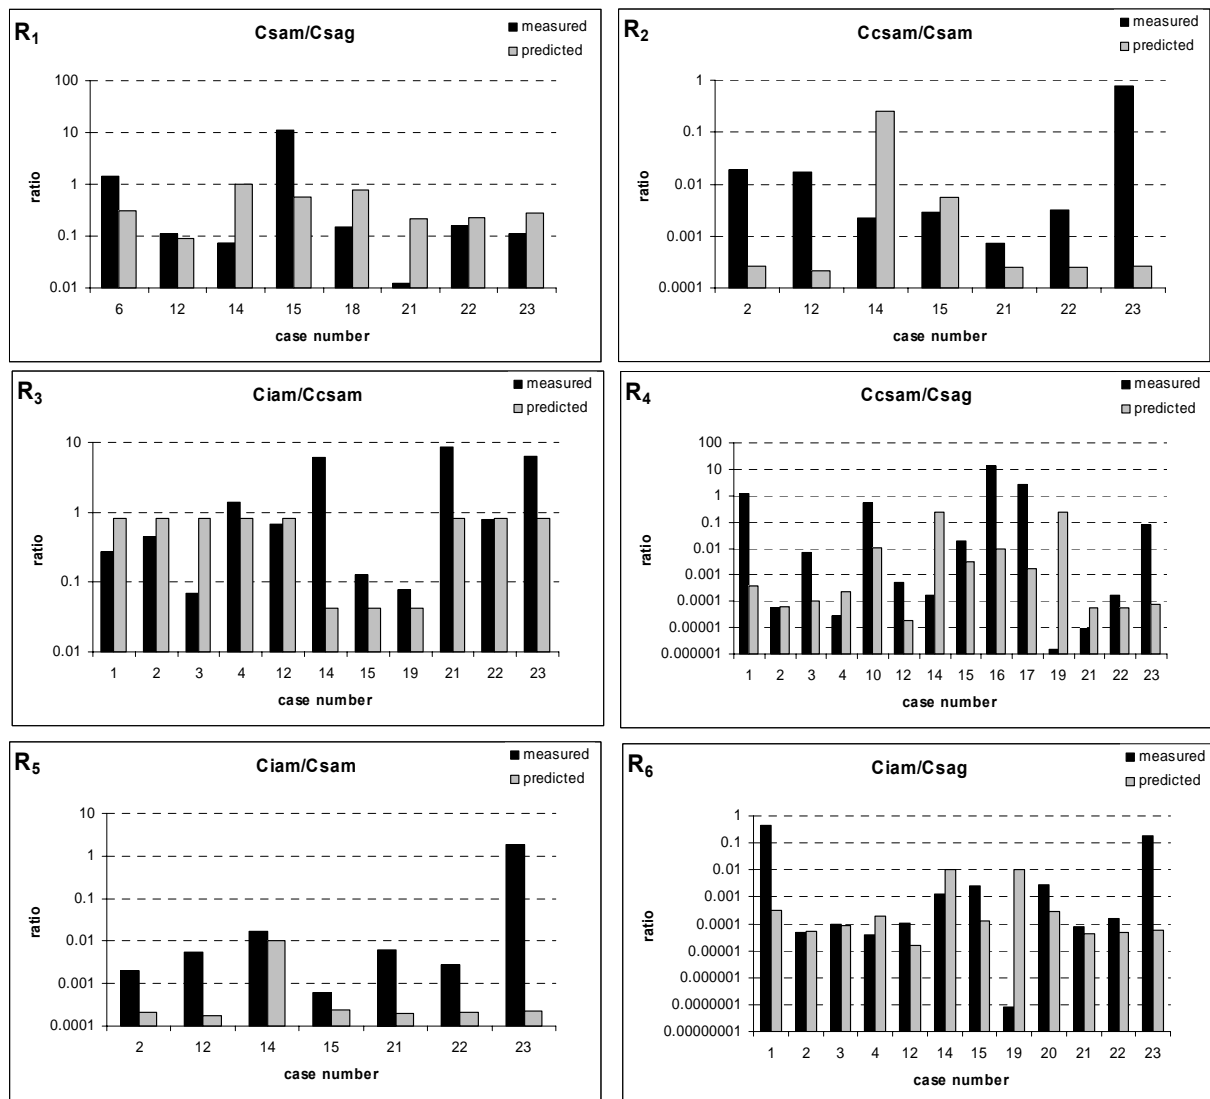 R1
Csam/Csag
measured
predicted
100
10
1
0.1
0.01
ratio
6 12 14 15 18 21 22 23
case number
R2
Ccsam/Csam
measured
predicted
1
0.1
0.01
0.001
0.0001
ratio
2 12 14 15 21 22 23
case number
R3
Ciam/Ccsam
measured
predicted
10
1
0.1
0.01
ratio
1 2 3 4 12 14 15 19 21 22 23
case number
R4
Ccsam/Csag
measured
predicted
100
10
1
0.1
0.01
0.001
0.0001
0.00001
0.000001
ratio
1 2 3 4 10 12 14 15 16 17 19 21 22 23
case number
R5
Ciam/Csam
measured
predicted
10
1
0.1
0.01
0.001
0.0001
ratio
2 12 14 15 21 22 23
case number
R6
Ciam/Csag
measured
predicted
1
0.1
0.01
0.001
0.0001
0.00001
0.000001
0.0000001
0.00000001
ratio
1 2 3 4 12 14 15 19 20 21 22 23
case number